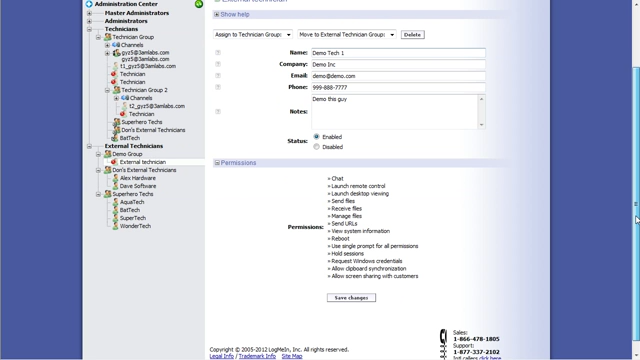 Administration Center
External technician
Master Administrators
Show help
Administrators
Technicians
Technician Group
Assign to Technician Group:
Move to External Technician Group:
Delete
Channels
gyz5@3amlabs.com
gyz5@3amlabs.com
Name:
Demo Tech 1
t1_gyz5@3amlabs.com
Company:
Demo Inc
Technician
Email:
demo@demo.com
Technician
Phone:
999-888-7777
Technician Group 2
Notes:
Demo this guy
Channels
t2_gyz5@3amlabs.com
Technician
Superhero Techs
Don's External Technicians
BatTech
Status:
Enabled
Disabled
External Technicians
Demo Group
External technician
Permissions
Don's External Technicians
Alex Hardware
Dave Software
Superhero Techs
AquaTech
BatTech
SuperTech
WonderTech
Permissions:
» Chat
» Launch remote control
» Launch desktop viewing
» Send files
» Receive files
» Manage files
» Send URLs
» View system information
» Reboot
» Use single prompt for all permissions
» Hold sessions
» Request Windows credentials
» Allow clipboard synchronization
» Allow screen sharing with customers
Save changes
Copyright © 2005-2012 LogMeIn, Inc. All rights reserved.
Legal Info / Trademark Info / Site Map
Sales:
1-866-478-1805
Support:
1-877-337-2102
Int'l callers click here